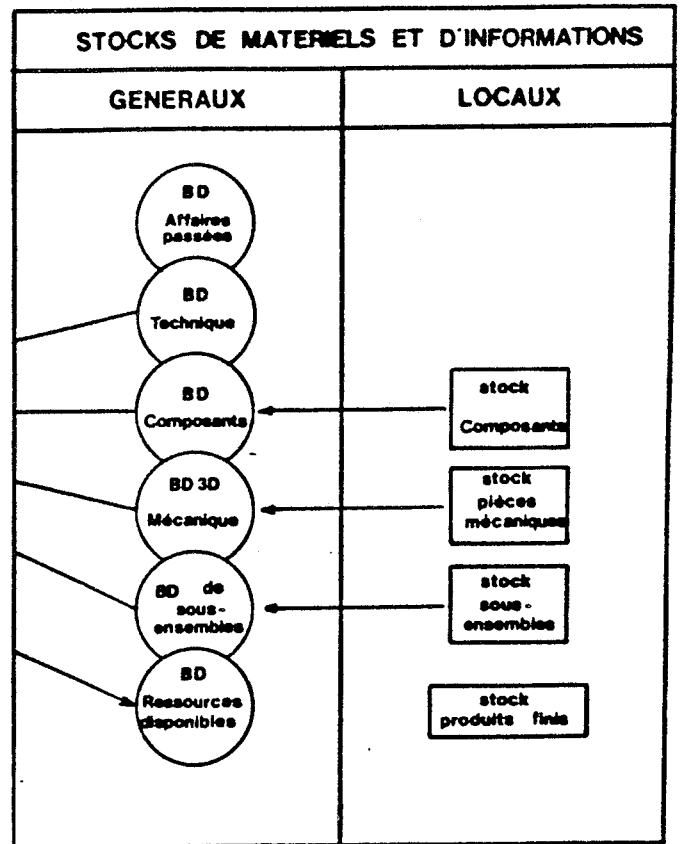 STOCKS DE MATERIELS ET D'INFORMATIONS
GENERAUX
LOCAUX
BD
Affaires
passées
BD
Technique
BD
Composants
BD 3D
Mécanique
BD de
sous-
ensembles
BD
Ressources
disponibles
stock
Composants
stock
pièces
mécaniques
stock
sous-
ensembles
stock
produits finis